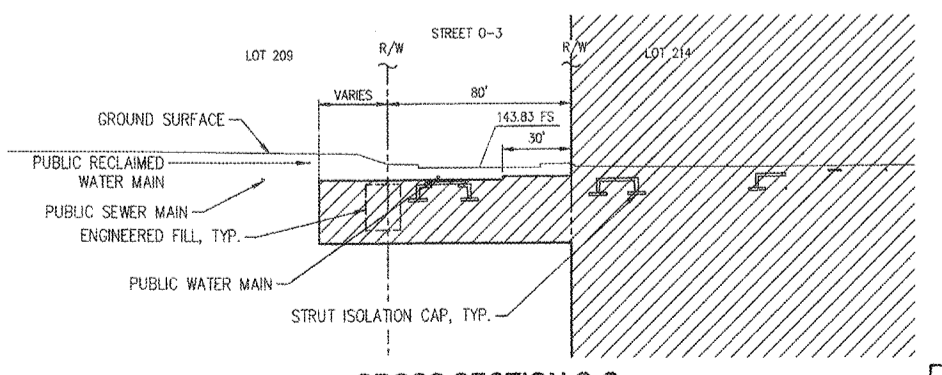 STREET O-3
LOT 209
R/W
R/W
LOT 214
VARIES
80'
GROUND SURFACE
143.83 FS
30'
PUBLIC RECLAIMED
WATER MAIN
PUBLIC SEWER MAIN
ENGINEERED FILL, TYP.
PUBLIC WATER MAIN
STRUT ISOLATION CAP, TYP.